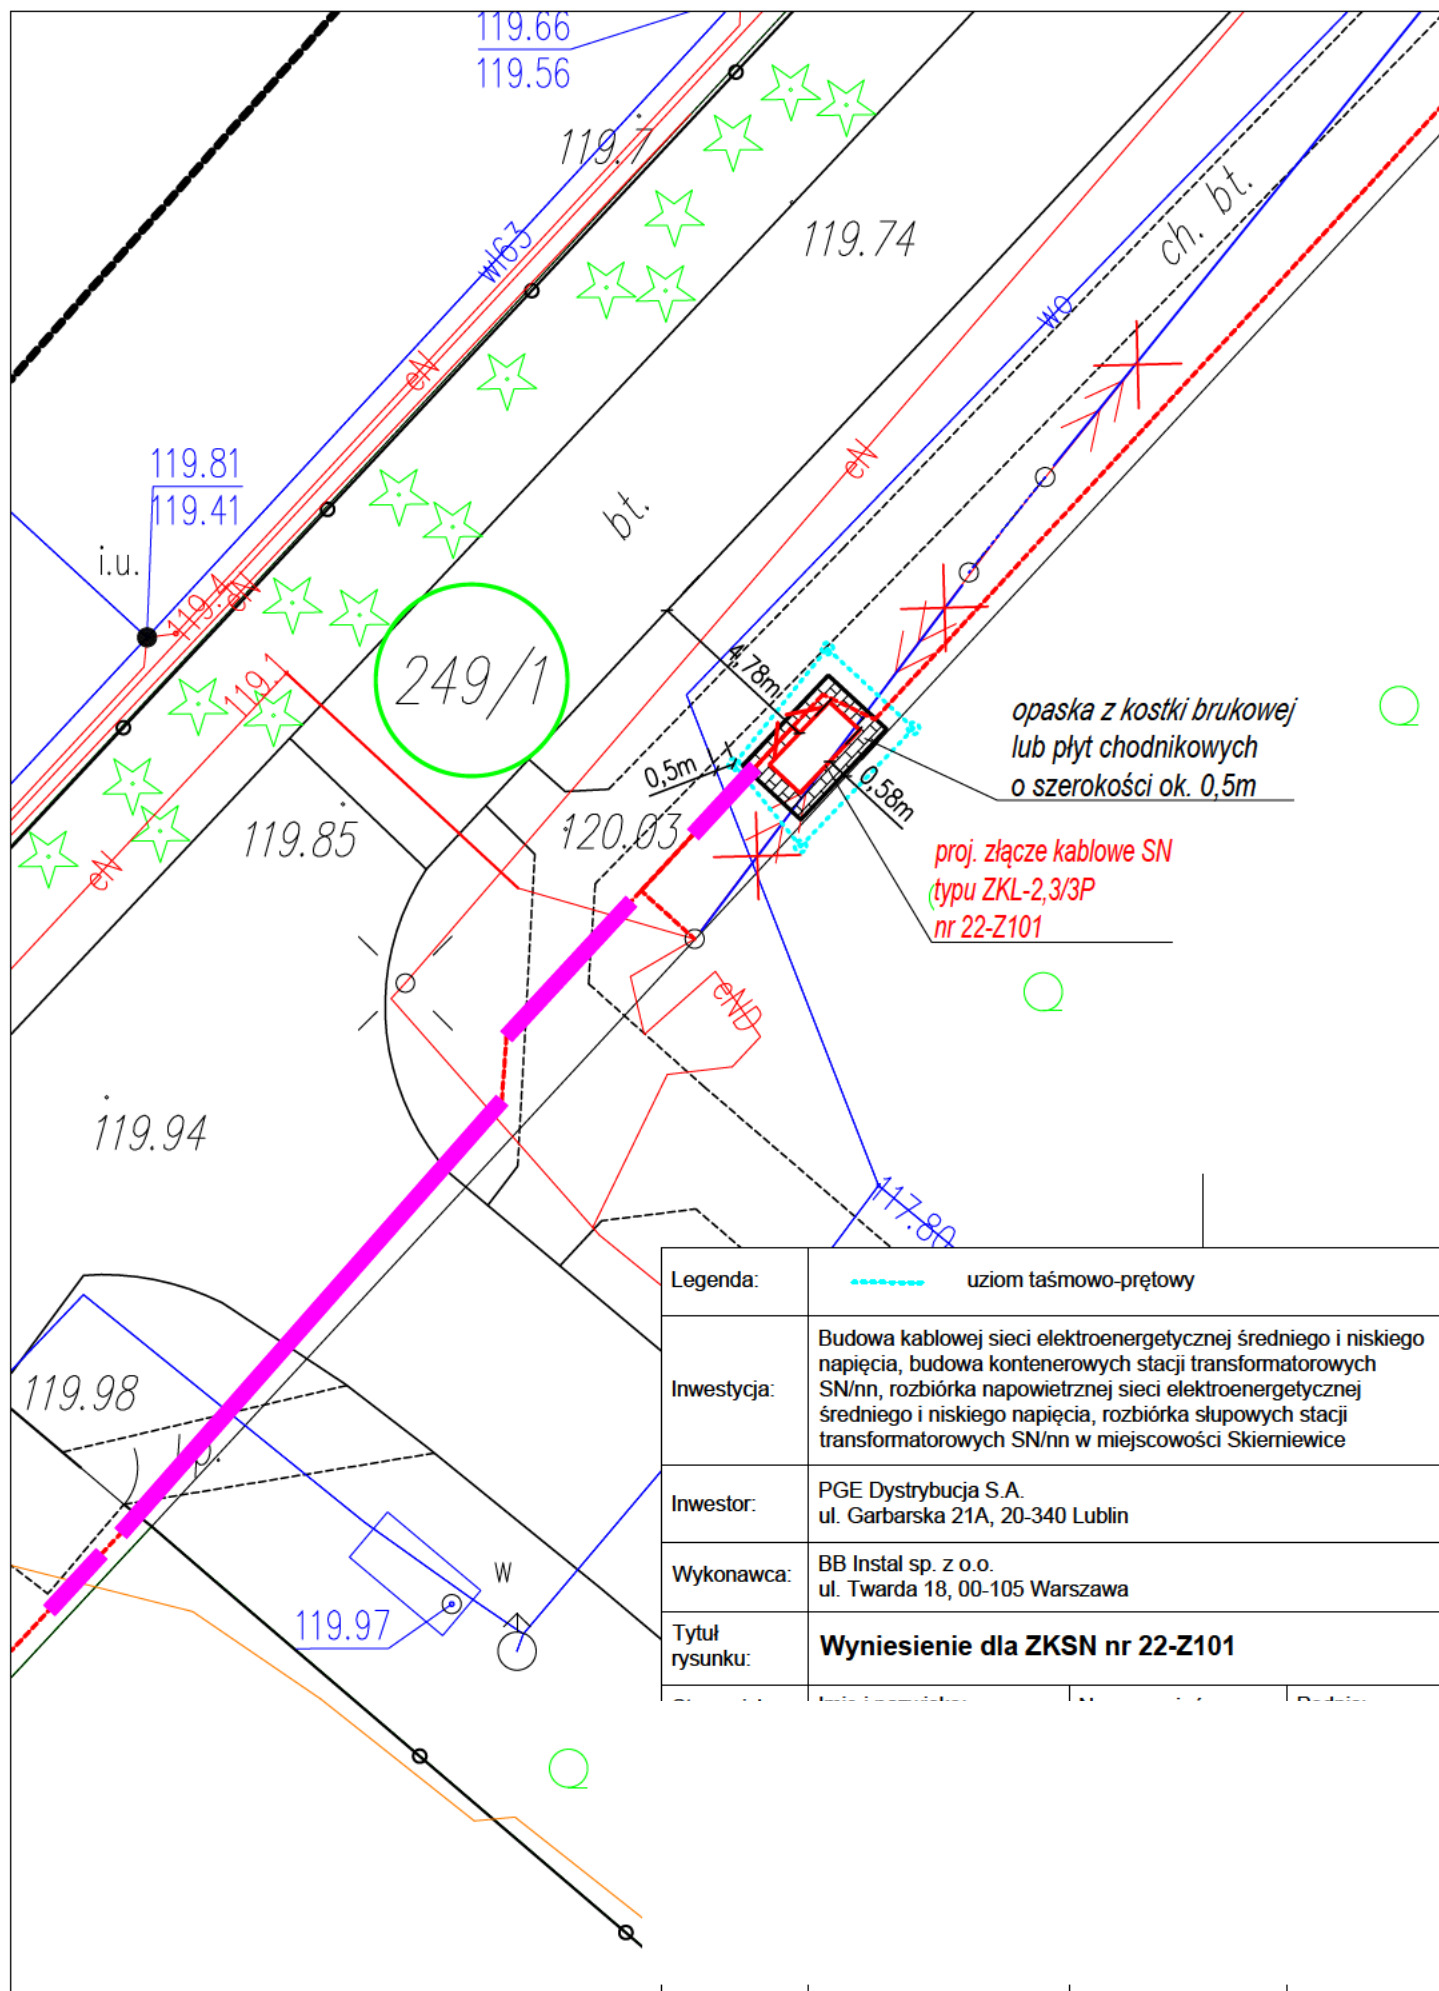 119.66
119.56
119.7
119.74
ch. bt.
wl63
wo
eN
eN
119.81
119.41
bt.
i.u.
119.4
eN
249/1
4,78m
119.1
opaska z kostki brukowej
lub płyt chodnikowych
o szerokości ok. 0,5m
0,5m
0,58m
119.85
120.03
eN
proj. złącze kablowe SN
typu ZKL-2,3/3P
nr 22-Z101
eND
119.94
117.80
Legenda: uziom taśmowo-prętowy
Inwestycja: Budowa kablowej sieci elektroenergetycznej średniego i niskiego
napięcia, budowa kontenerowych stacji transformatorowych
SN/nn, rozbiórka napowietrznej sieci elektroenergetycznej
średniego i niskiego napięcia, rozbiórka słupowych stacji
transformatorowych SN/nn w miejscowości Skierniewice
119.98
Inwestor: PGE Dystrybucja S.A.
ul. Garbarska 21A, 20-340 Lublin
Wykonawca: BB Instal sp. z o.o.
ul. Twarda 18, 00-105 Warszawa
w
119.97
Tytuł
rysunku: Wyniesienie dla ZKSN nr 22-Z101